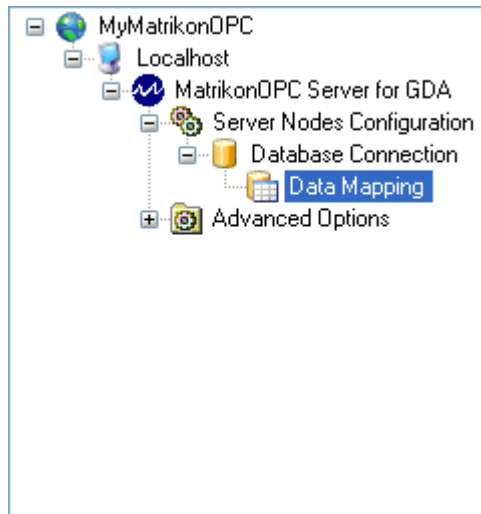 MyMatrikonOPC
Localhost
MatrikonOPC Server for GDA
Server Nodes Configuration
Database Connection
Data Mapping
Advanced Options